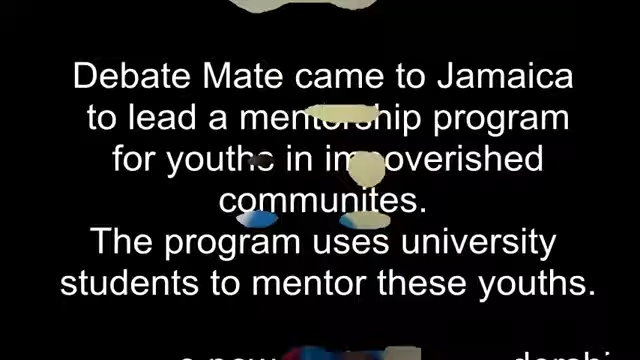 Debate Mate came to Jamaica
to lead a mentorship program
for youths in impoverished
communites.
The program uses university
students to mentor these youths.